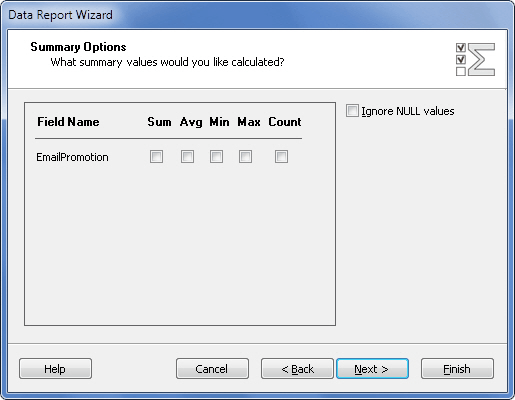 Data Report Wizard
Summary Options
What summary values would you like calculated?
Field Name Sum Avg Min Max Count
Ignore NULL values
EmailPromotion
Help Cancel < Back Next > Finish